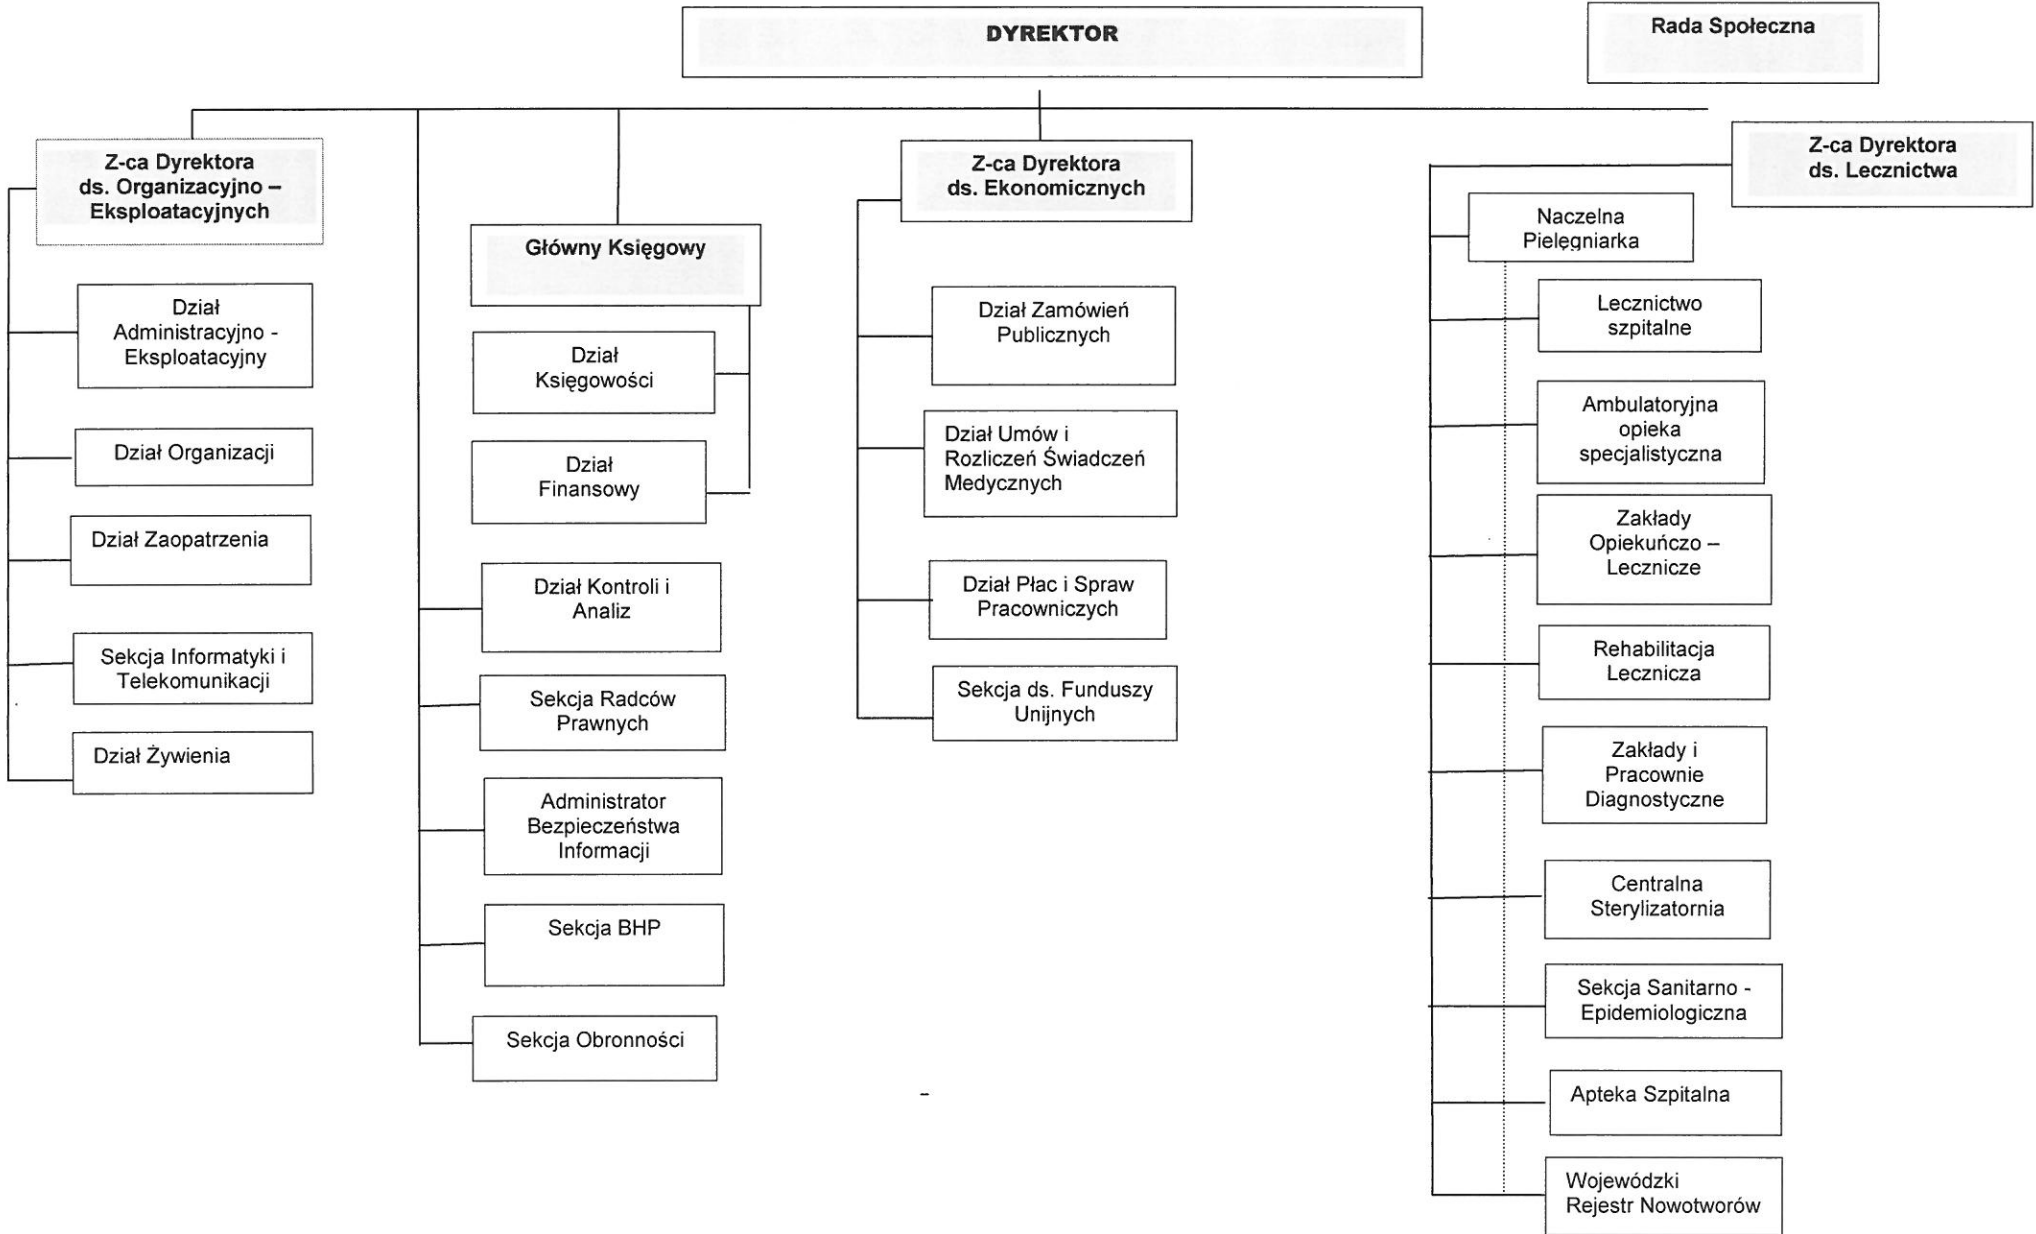 DYREKTOR
Rada Społeczna
Z-ca Dyrektora
ds. Organizacyjno –
Eksploatacyjnych
Dział
Administracyjno -
Eksploatacyjny
Dział Organizacji
Dział Zaopatrzenia
Sekcja Informatyki i
Telekomunikacji
Dział Żywienia
Główny Księgowy
Dział
Księgowości
Dział
Finansowy
Dział Kontroli i
Analiz
Sekcja Radców
Prawnych
Administrator
Bezpieczeństwa
Informacji
Sekcja BHP
Sekcja Obronności
Z-ca Dyrektora
ds. Ekonomicznych
Dział Zamówień
Publicznych
Dział Umów i
Rozliczeń Świadczeń
Medycznych
Dział Płac i Spraw
Pracowniczych
Sekcja ds. Funduszy
Unijnych
Z-ca Dyrektora
ds. Lecznictwa
Naczelna
Pielęgniarka
Lecznictwo
szpitalne
Ambulatoryjna
opieka
specjalistyczna
Zakłady
Opiekuńczo –
Lecznicze
Rehabilitacja
Lecznicza
Zakłady i
Pracownie
Diagnostyczne
Centralna
Sterylizatornia
Sekcja Sanitarno -
Epidemiologiczna
Apteka Szpitalna
Wojewódzki
Rejestr Nowotworów